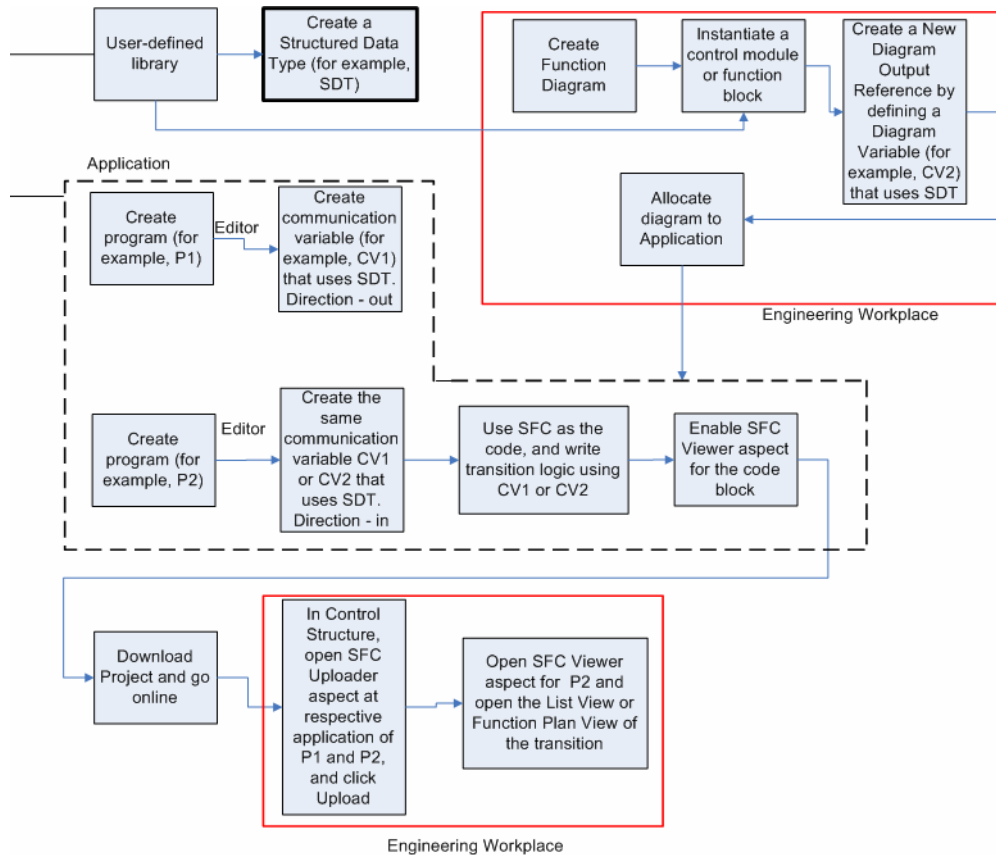 User-defined
library
Create a
Structured Data
Type (for example,
SDT)
Create
Function Diagram
Instantiate a
control module
or function
block
Create a New
Diagram
Output
Reference by
defining a
Diagram
Variable (for
example, CV2)
that uses SDT
Allocate
diagram to
Application
Engineering Workplace
Application
Create
program (for
example, P1)
Editor
Create
communication
variable (for
example, CV1)
that uses SDT.
Direction - out
Create
program (for
example, P2)
Editor
Create the
same
communication
variable CV1
or CV2 that
uses SDT.
Direction - in
Use SFC as the
code, and write
transition logic using
CV1 or CV2
Enable SFC
Viewer aspect
for the code
block
Download
Project and go
online
In Control
Structure,
open SFC
Uploader
aspect at
respective
application of
P1 and P2,
and click
Upload
Open SFC Viewer
aspect for P2 and
open the List View or
Function Plan View of
the transition
Engineering Workplace